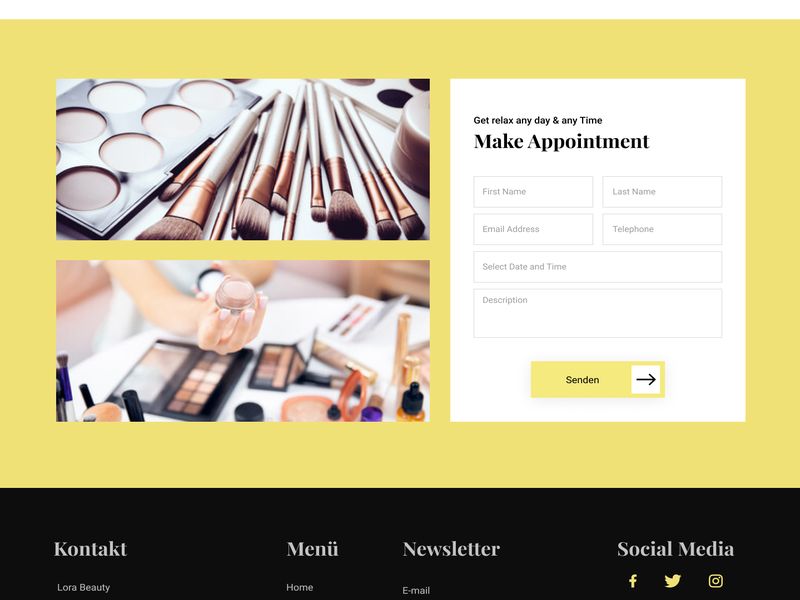 Get relax any day & any Time
Make Appointment
First Name
Last Name
Email Address
Telephone
Select Date and Time
Description
Senden
Kontakt
Menü
Newsletter
Social Media
Lora Beauty
Home
E-mail